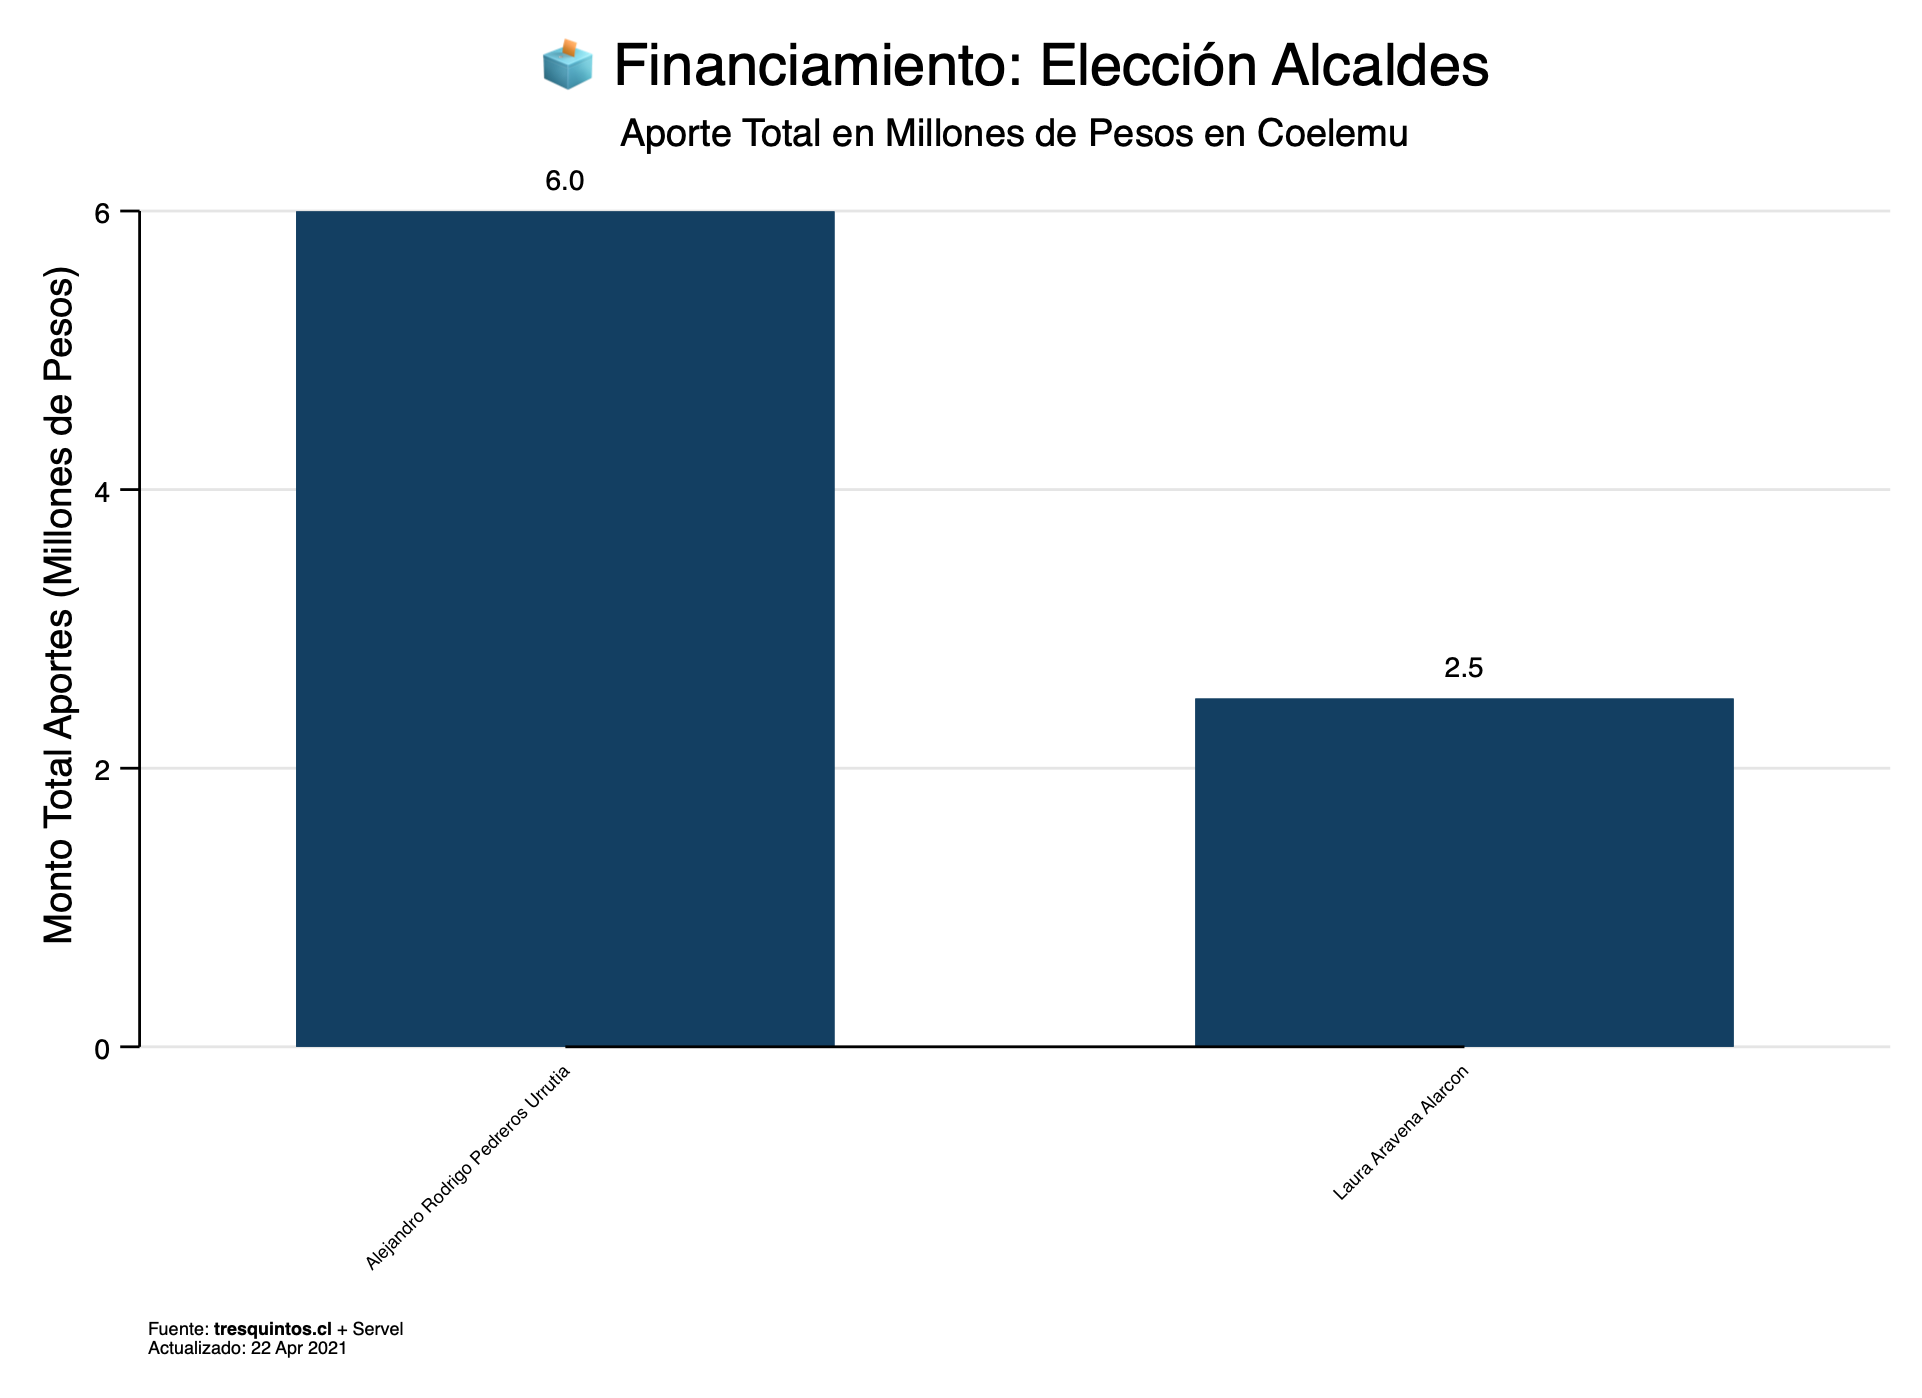 Financiamiento: Elección Alcaldes
Aporte Total en Millones de Pesos en Coelemu
Monto Total Aportes (Millones de Pesos)
6
4
2
0
6.0
2.5
Alejandro Rodrigo Pedreros Urrutia
Laura Aravena Alarcon
Fuente: tresquintos.cl + Servel
Actualizado: 22 Apr 2021